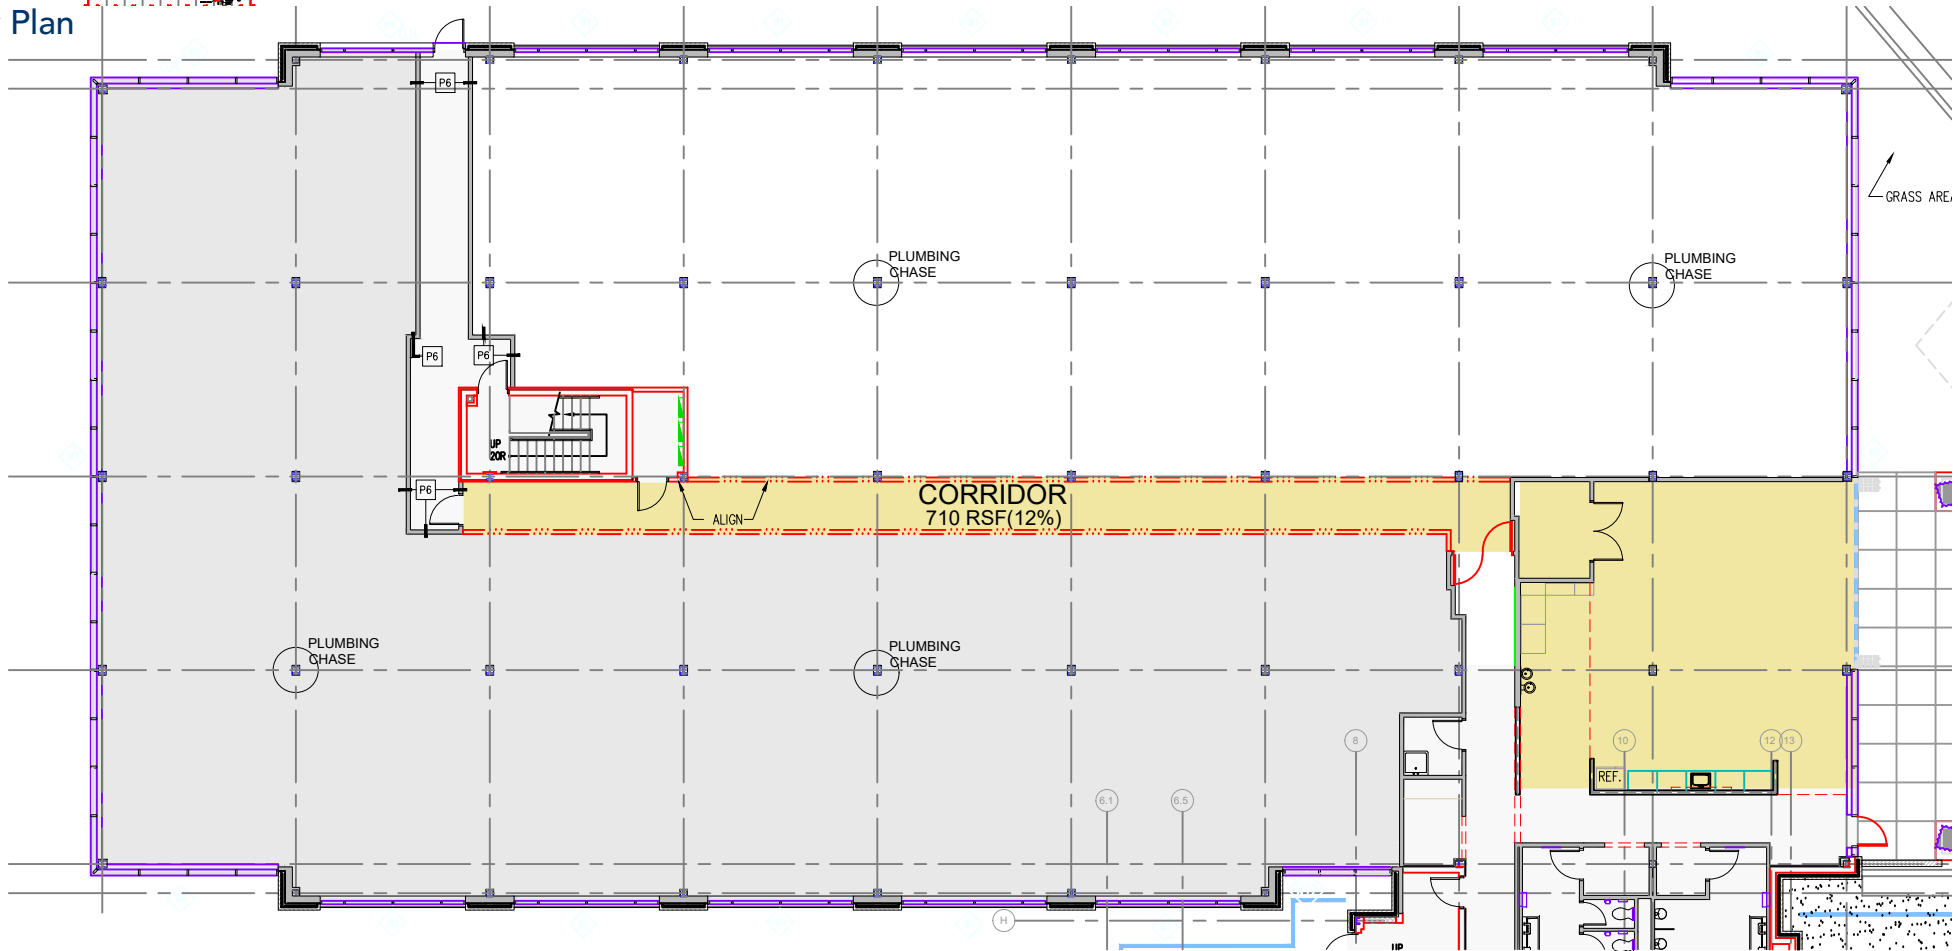 Plan
P6
GRASS AREA
PLUMBING
CHASE
PLUMBING
CHASE
P6
P6
UP
20R
P6
ALIGN
CORRIDOR
710 RSF(12%)
PLUMBING
CHASE
PLUMBING
CHASE
8
10
12
13
REF.
6.1
6.5
H
UP